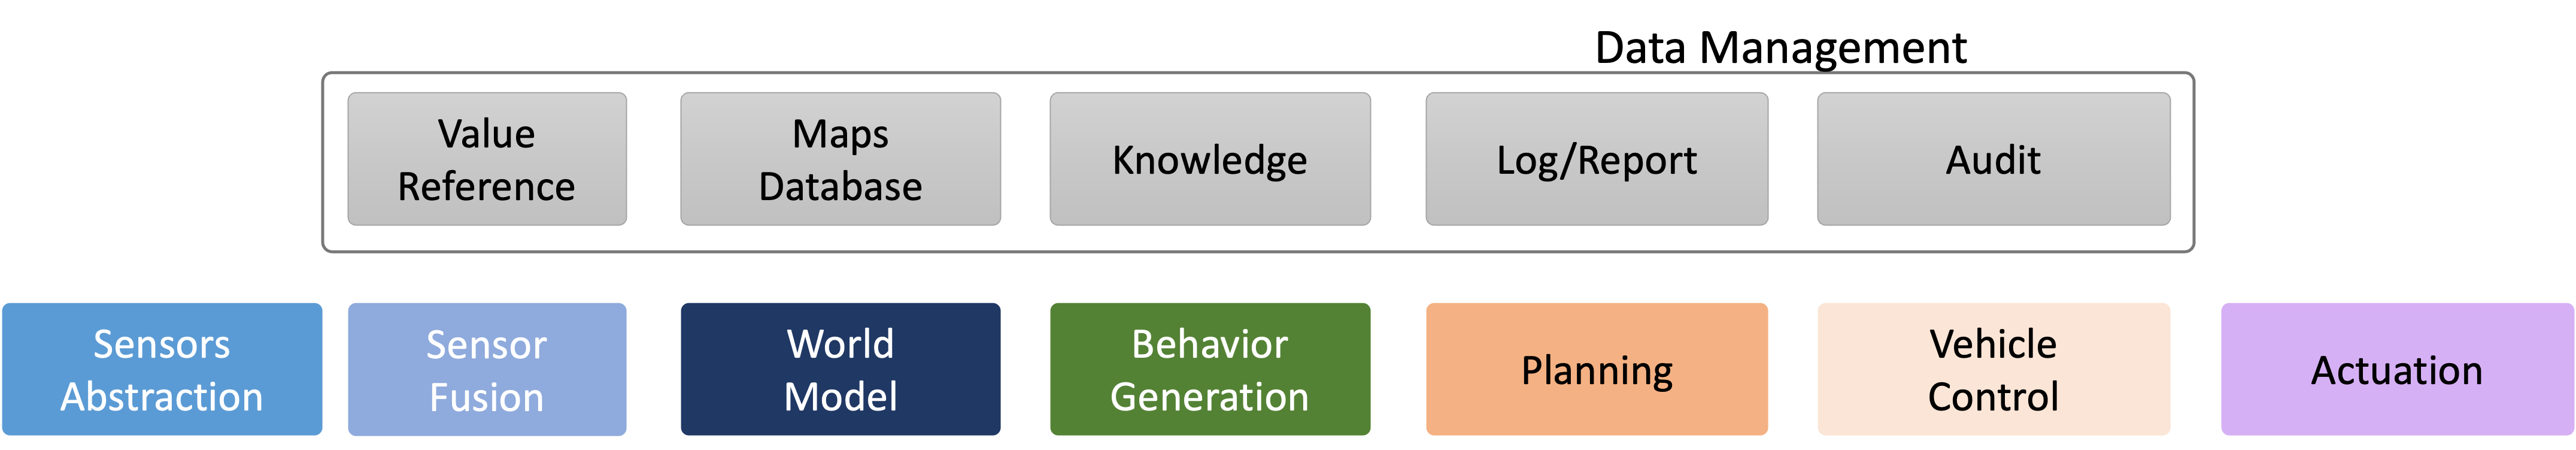 Data Management
Value
Reference
Maps
Database
Knowledge
Log/Report
Audit
Sensors
Abstraction
Sensor
Fusion
World
Model
Behavior
Generation
Planning
Vehicle
Control
Actuation